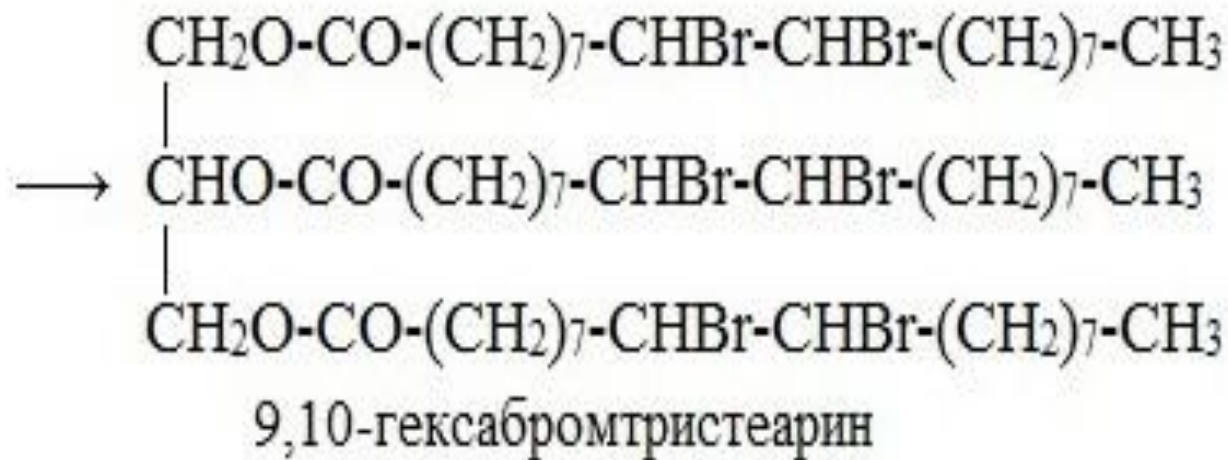 CH₂O-CO-(CH₂)₇-CHBr-CHBr-(CH₂)₇-CH₃
⟶ CHO-CO-(CH₂)₇-CHBr-CHBr-(CH₂)₇-CH₃
CH₂O-CO-(CH₂)₇-CHBr-CHBr-(CH₂)₇-CH₃
9,10-гексабромтристеарин